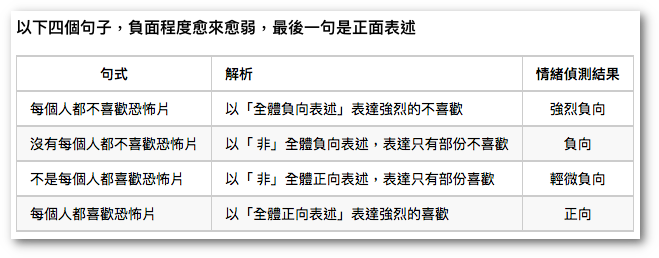 以下四個句子，負面程度愈來愈弱，最後一句是正面表述
句式 解析 情緒偵測結果
每個人都不喜歡恐怖片 以「全體負向表述」表達強烈的不喜歡 強烈負向
沒有每個人都不喜歡恐怖片 以「 非」全體負向表述，表達只有部份不喜歡 負向
不是每個人都喜歡恐怖片 以「 非」全體正向表述，表達只有部份喜歡 輕微負向
每個人都喜歡恐怖片 以「全體正向表述」表達強烈的喜歡 正向